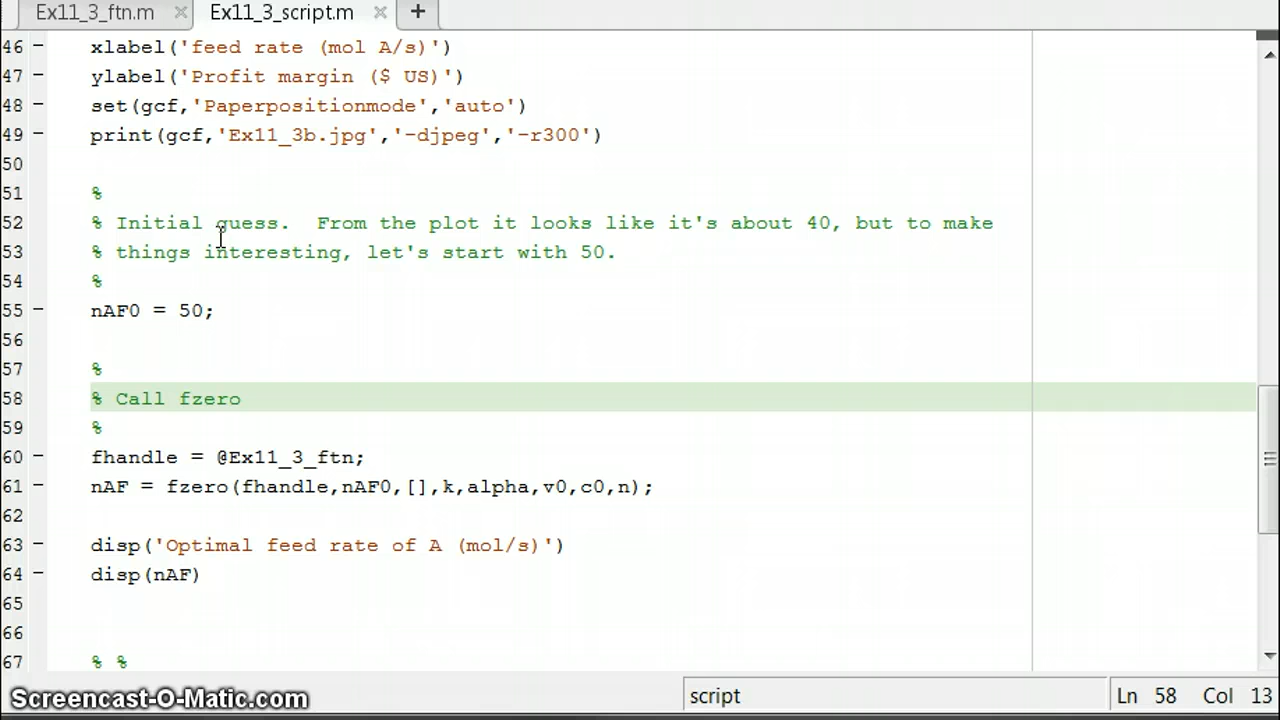 Ex11_3_ftn.m × Ex11_3_script.m × +
46 - xlabel('feed rate (mol A/s)')
47 - ylabel('Profit margin ($ US)')
48 - set(gcf,'Paperpositionmode','auto')
49 - print(gcf,'Ex11_3b.jpg','-djpeg','-r300')
50
51 %
52 % Initial guess.  From the plot it looks like it's about 40, but to make
53 % things interesting, let's start with 50.
54 %
55 - nAF0 = 50;
56
57 %
58 % Call fzero
59 %
60 - fhandle = @Ex11_3_ftn;
61 - nAF = fzero(fhandle,nAF0,[],k,alpha,v0,c0,n);
62
63 - disp('Optimal feed rate of A (mol/s)')
64 - disp(nAF)
65
66
67 % %
Screencast-O-Matic.com script Ln 58 Col 13